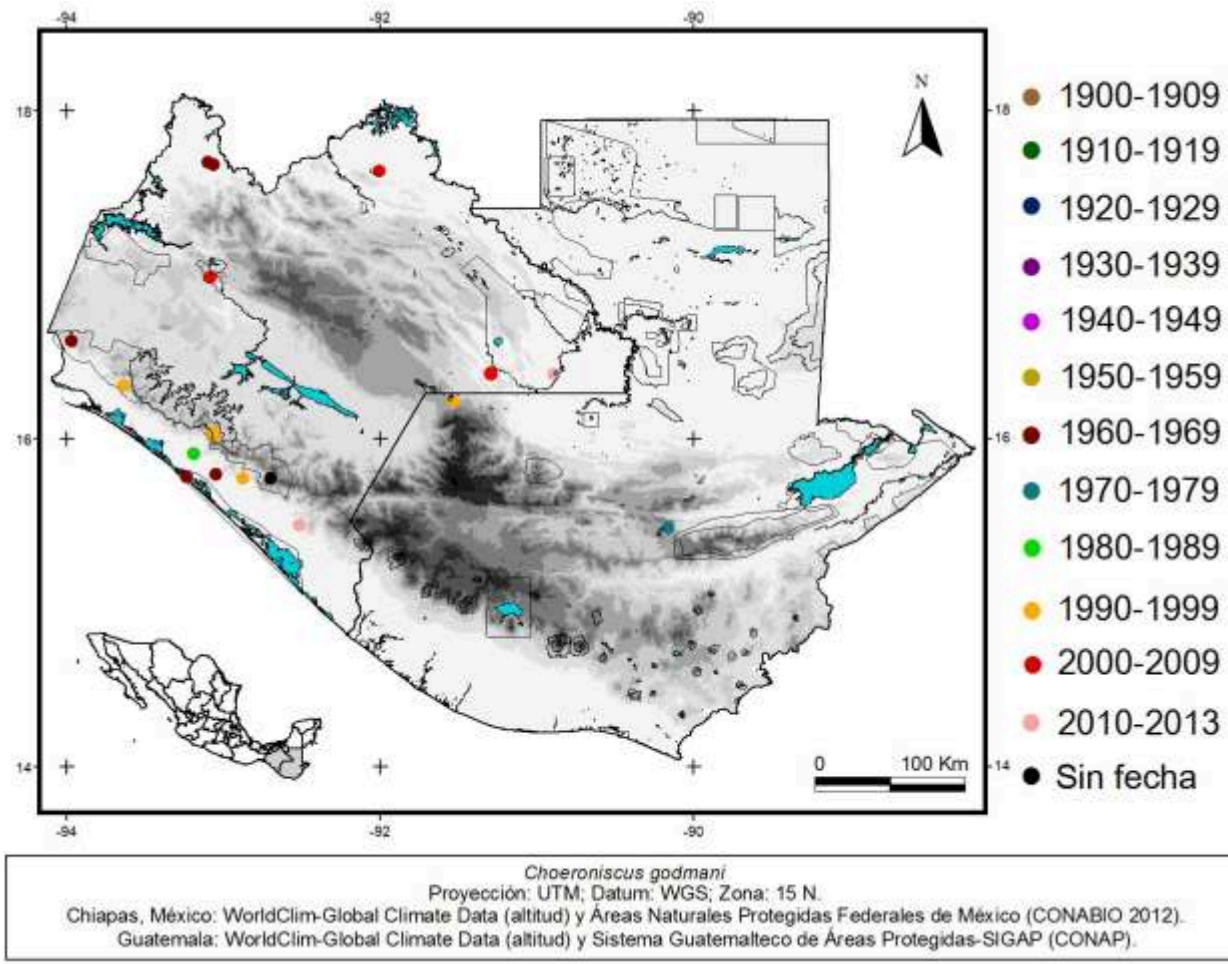 -94 -92 -90
N
18 18
16 16
14 14
0 100 Km
-94 -92 -90
1900-1909
1910-1919
1920-1929
1930-1939
1940-1949
1950-1959
1960-1969
1970-1979
1980-1989
1990-1999
2000-2009
2010-2013
Sin fecha
Choeroniscus godmani
Proyección: UTM; Datum: WGS; Zona: 15 N.
Chiapas, México: WorldClim-Global Climate Data (altitud) y Áreas Naturales Protegidas Federales de México (CONABIO 2012).
Guatemala: WorldClim-Global Climate Data (altitud) y Sistema Guatemalteco de Áreas Protegidas-SIGAP (CONAP).